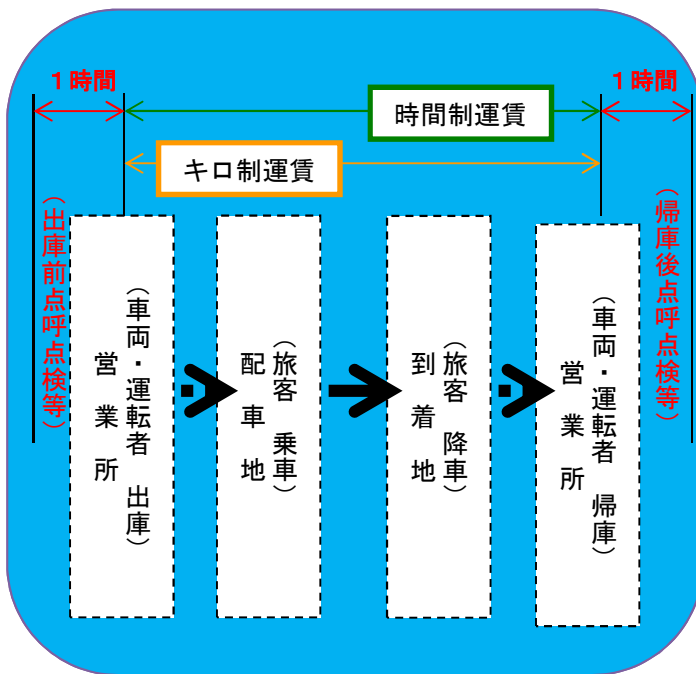 1時間
1時間
時間制運賃
キロ制運賃
（出庫前点呼点検等）
営業所
（車両・運転者 出庫）
配車地
（旅客 乗車）
到着地
（旅客 降車）
営業所
（車両・運転者 帰庫）
（帰庫後点呼点検等）